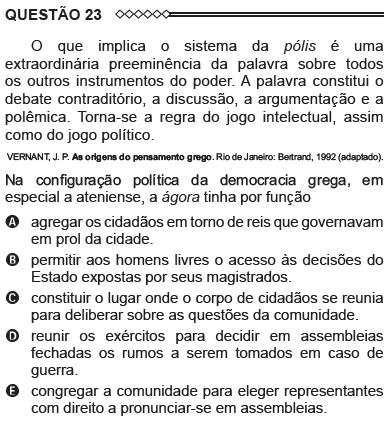 QUESTÃO 23
O que implica o sistema da pólis é uma
extraordinária preeminência da palavra sobre todos
os outros instrumentos do poder. A palavra constitui o
debate contraditório, a discussão, a argumentação e a
polêmica. Torna-se a regra do jogo intelectual, assim
como do jogo político.
VERNANT, J. P. As origens do pensamento grego. Rio de Janeiro: Bertrand, 1992 (adaptado).
Na configuração política da democracia grega, em
especial a ateniense, a ágora tinha por função
A agregar os cidadãos em torno de reis que governavam
em prol da cidade.
B permitir aos homens livres o acesso às decisões do
Estado expostas por seus magistrados.
C constituir o lugar onde o corpo de cidadãos se reunia
para deliberar sobre as questões da comunidade.
D reunir os exércitos para decidir em assembleias
fechadas os rumos a serem tomados em caso de
guerra.
E congregar a comunidade para eleger representantes
com direito a pronunciar-se em assembleias.